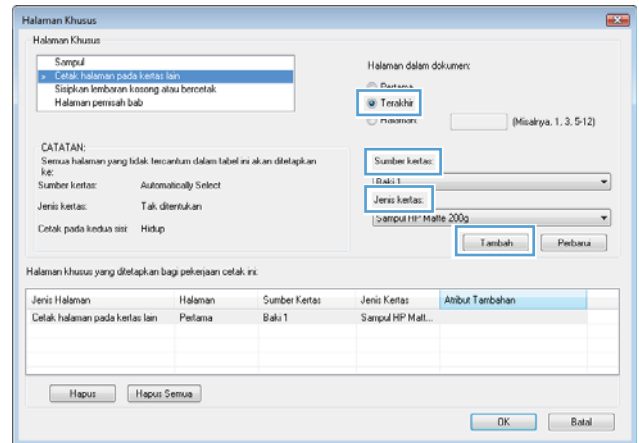 Halaman Khusus
Halaman Khusus
Sampul
» Cetak halaman pada kertas lain
Sisipkan lembaran kosong atau bercetak
Halaman pemisah bab
Halaman dalam dokumen:
Pertama
Terakhir
Halaman: (Misalnya, 1, 3, 5-12)
CATATAN:
Semua halaman yang tidak tercantum dalam tabel ini akan ditetapkan
ke:
Sumber kertas: Automatically Select
Jenis kertas: Tak ditentukan
Cetak pada kedua sisi: Hidup
Sumber kertas:
Baki 1
Jenis kertas:
Sampul HP Matte 200g
Tambah Perbarui
Halaman khusus yang ditetapkan bagi pekerjaan cetak ini:
Jenis Halaman Halaman Sumber Kertas Jenis Kertas Atribut Tambahan
Cetak halaman pada kertas lain Pertama Baki 1 Sampul HP Matt...
Hapus Hapus Semua
OK Batal